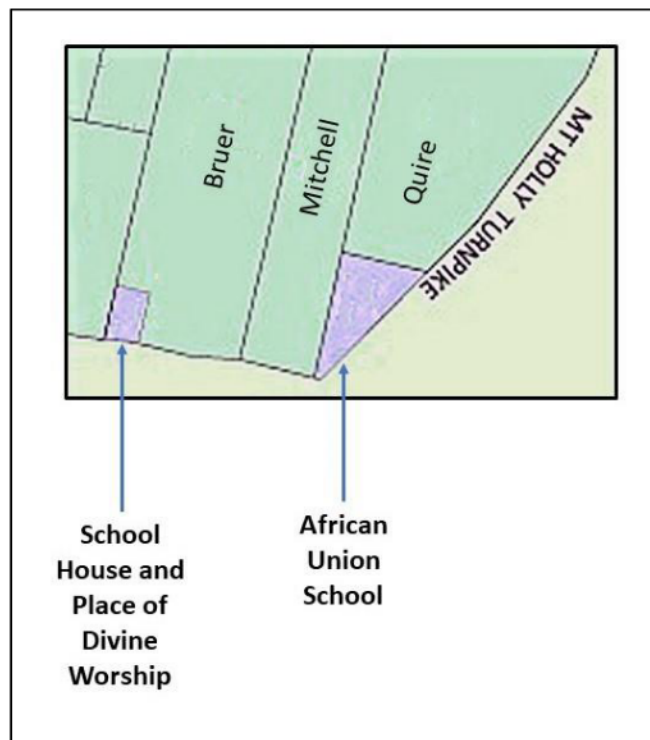 Bruer
Mitchell
Quire
MT HOLLY TURNPIKE
School
House and
Place of
Divine
Worship
African
Union
School